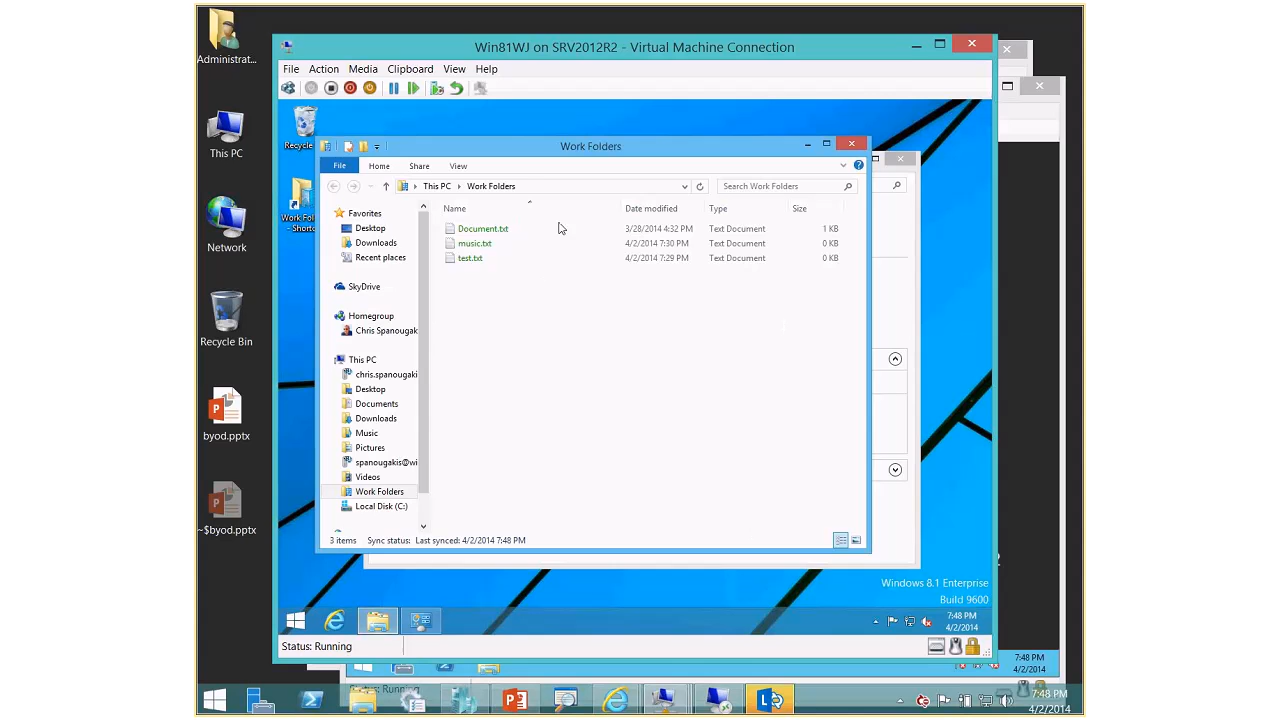 Administrat...
This PC
Network
Recycle Bin
byod.pptx
~$byod.pptx
Win81WJ on SRV2012R2 - Virtual Machine Connection
File Action Media Clipboard View Help
Recycle
Work Fol
- Shorto
Work Folders
File Home Share View
This PC Work Folders
Search Work Folders
Name Date modified Type Size
Document.txt 3/28/2014 4:32 PM Text Document 1 KB
music.txt 4/2/2014 7:30 PM Text Document 0 KB
test.txt 4/2/2014 7:29 PM Text Document 0 KB
Favorites
Desktop
Downloads
Recent places
SkyDrive
Homegroup
Chris Spanougak
This PC
chris.spanougaki
Desktop
Documents
Downloads
Music
Pictures
spanougakis@wi
Videos
Work Folders
Local Disk (C:)
3 items Sync status: Last synced: 4/2/2014 7:48 PM
Windows 8.1 Enterprise
Build 9600
7:48 PM
4/2/2014
Status: Running
7:48 PM
4/2/2014
Status: Running
7:48 PM
4/2/2014